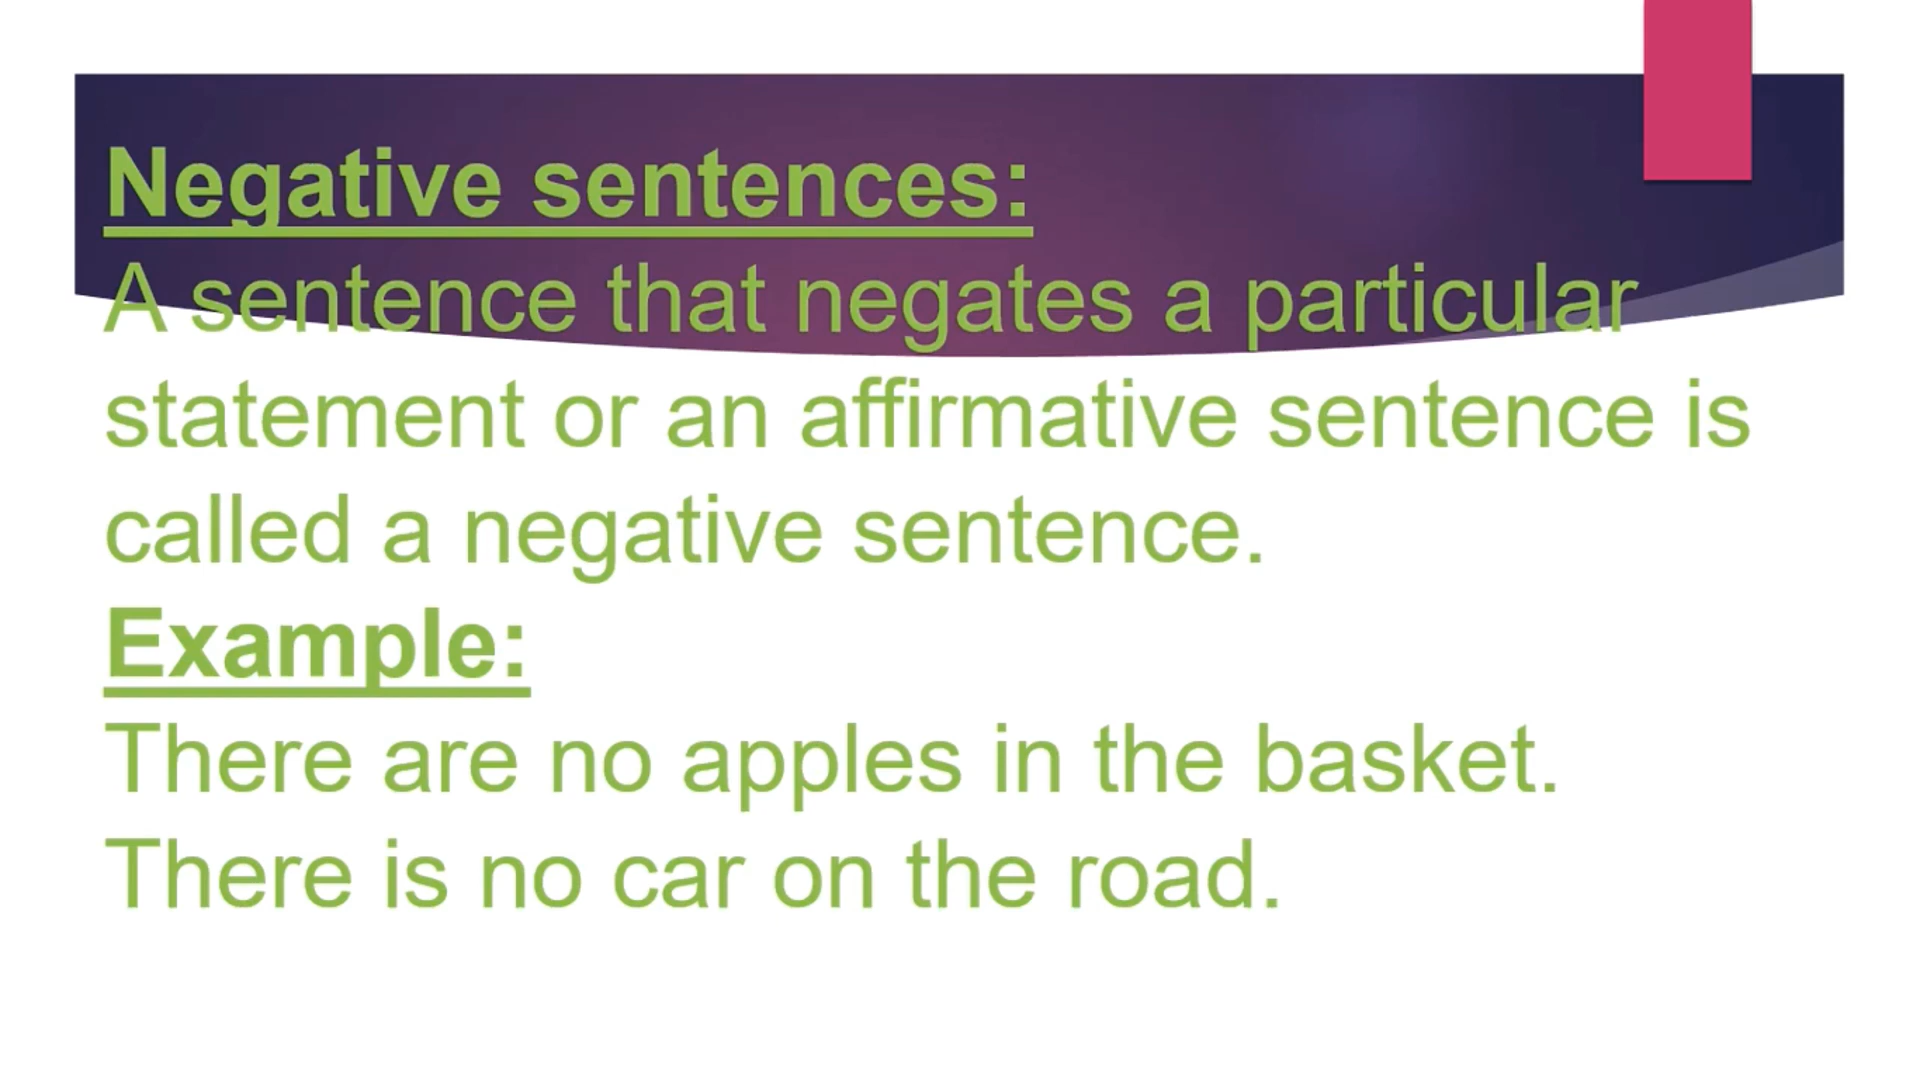 Negative sentences:
A sentence that negates a particular
statement or an affirmative sentence is
called a negative sentence.
Example:
There are no apples in the basket.
There is no car on the road.